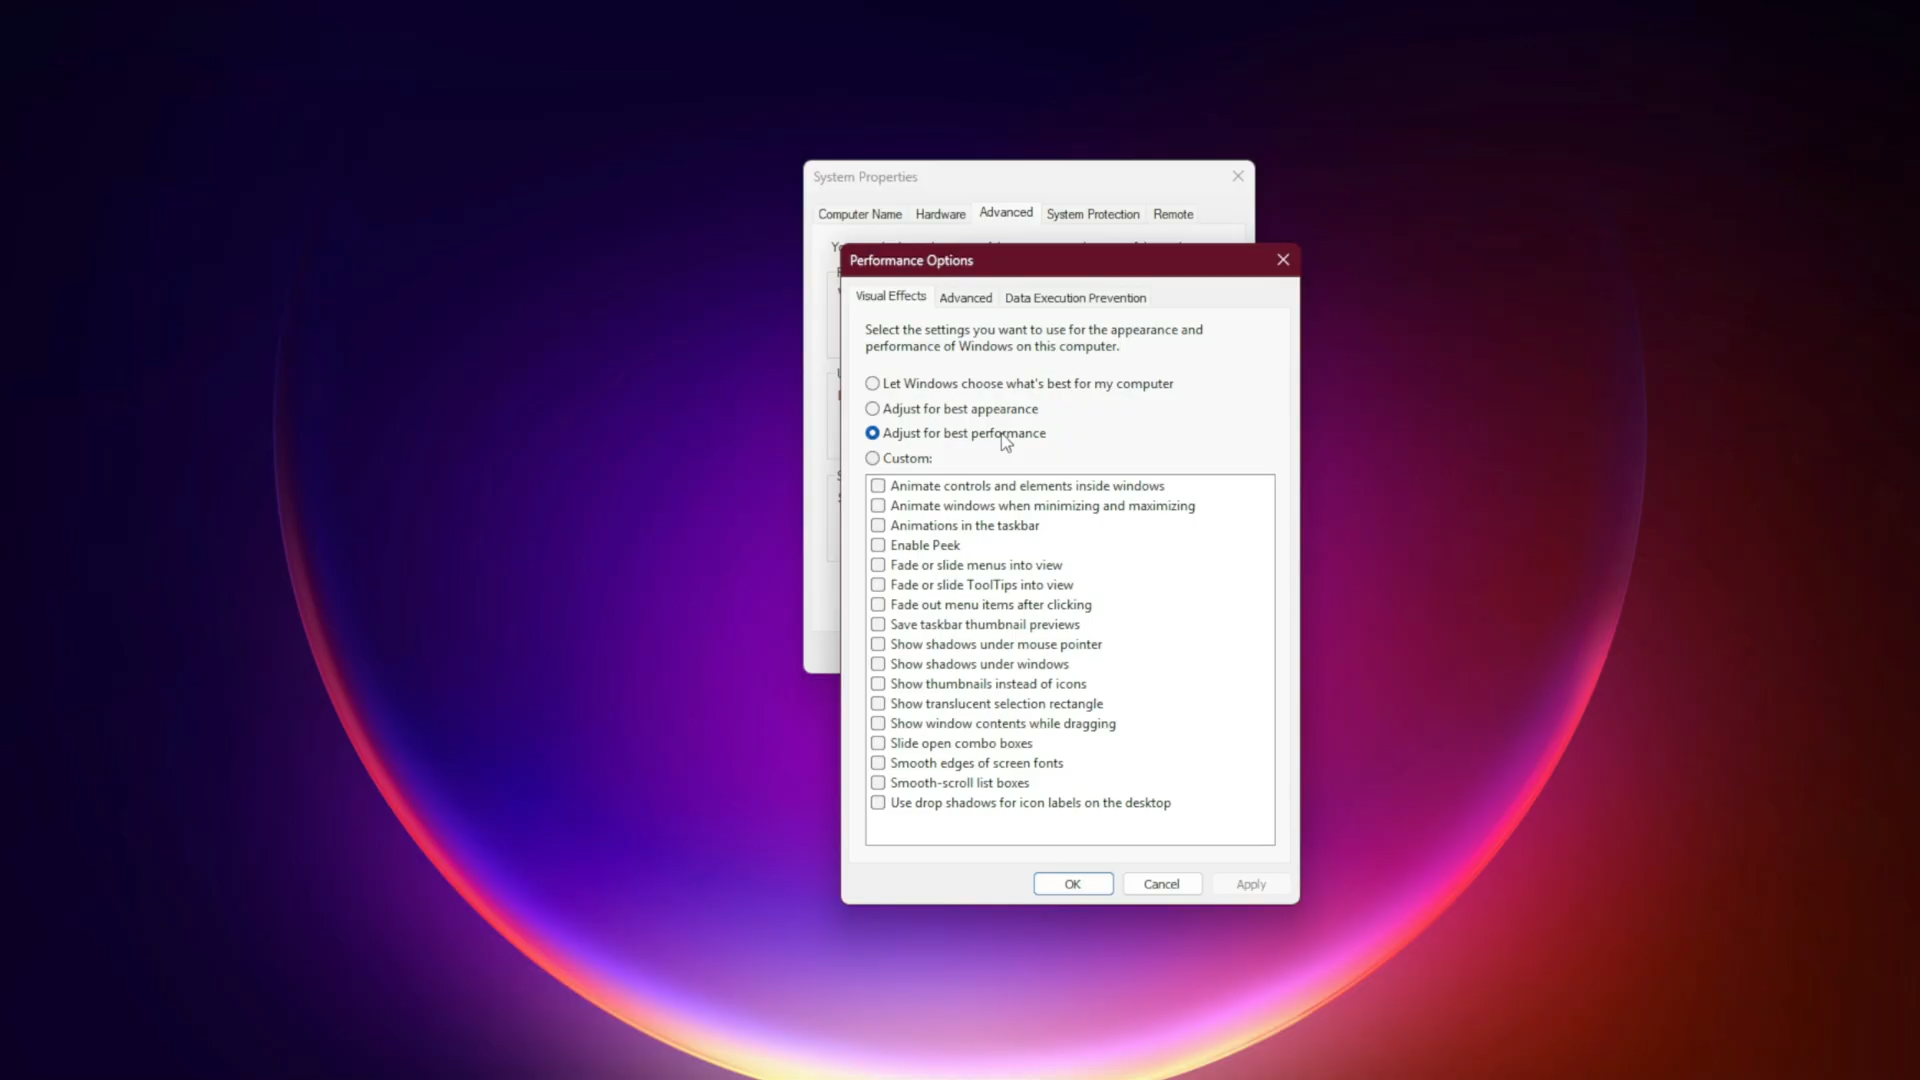 System Properties
Computer Name Hardware Advanced System Protection Remote
Performance Options
Visual Effects Advanced Data Execution Prevention
Select the settings you want to use for the appearance and
performance of Windows on this computer.
Let Windows choose what's best for my computer
Adjust for best appearance
Adjust for best performance
Custom:
Animate controls and elements inside windows
Animate windows when minimizing and maximizing
Animations in the taskbar
Enable Peek
Fade or slide menus into view
Fade or slide ToolTips into view
Fade out menu items after clicking
Save taskbar thumbnail previews
Show shadows under mouse pointer
Show shadows under windows
Show thumbnails instead of icons
Show translucent selection rectangle
Show window contents while dragging
Slide open combo boxes
Smooth edges of screen fonts
Smooth-scroll list boxes
Use drop shadows for icon labels on the desktop
OK Cancel Apply